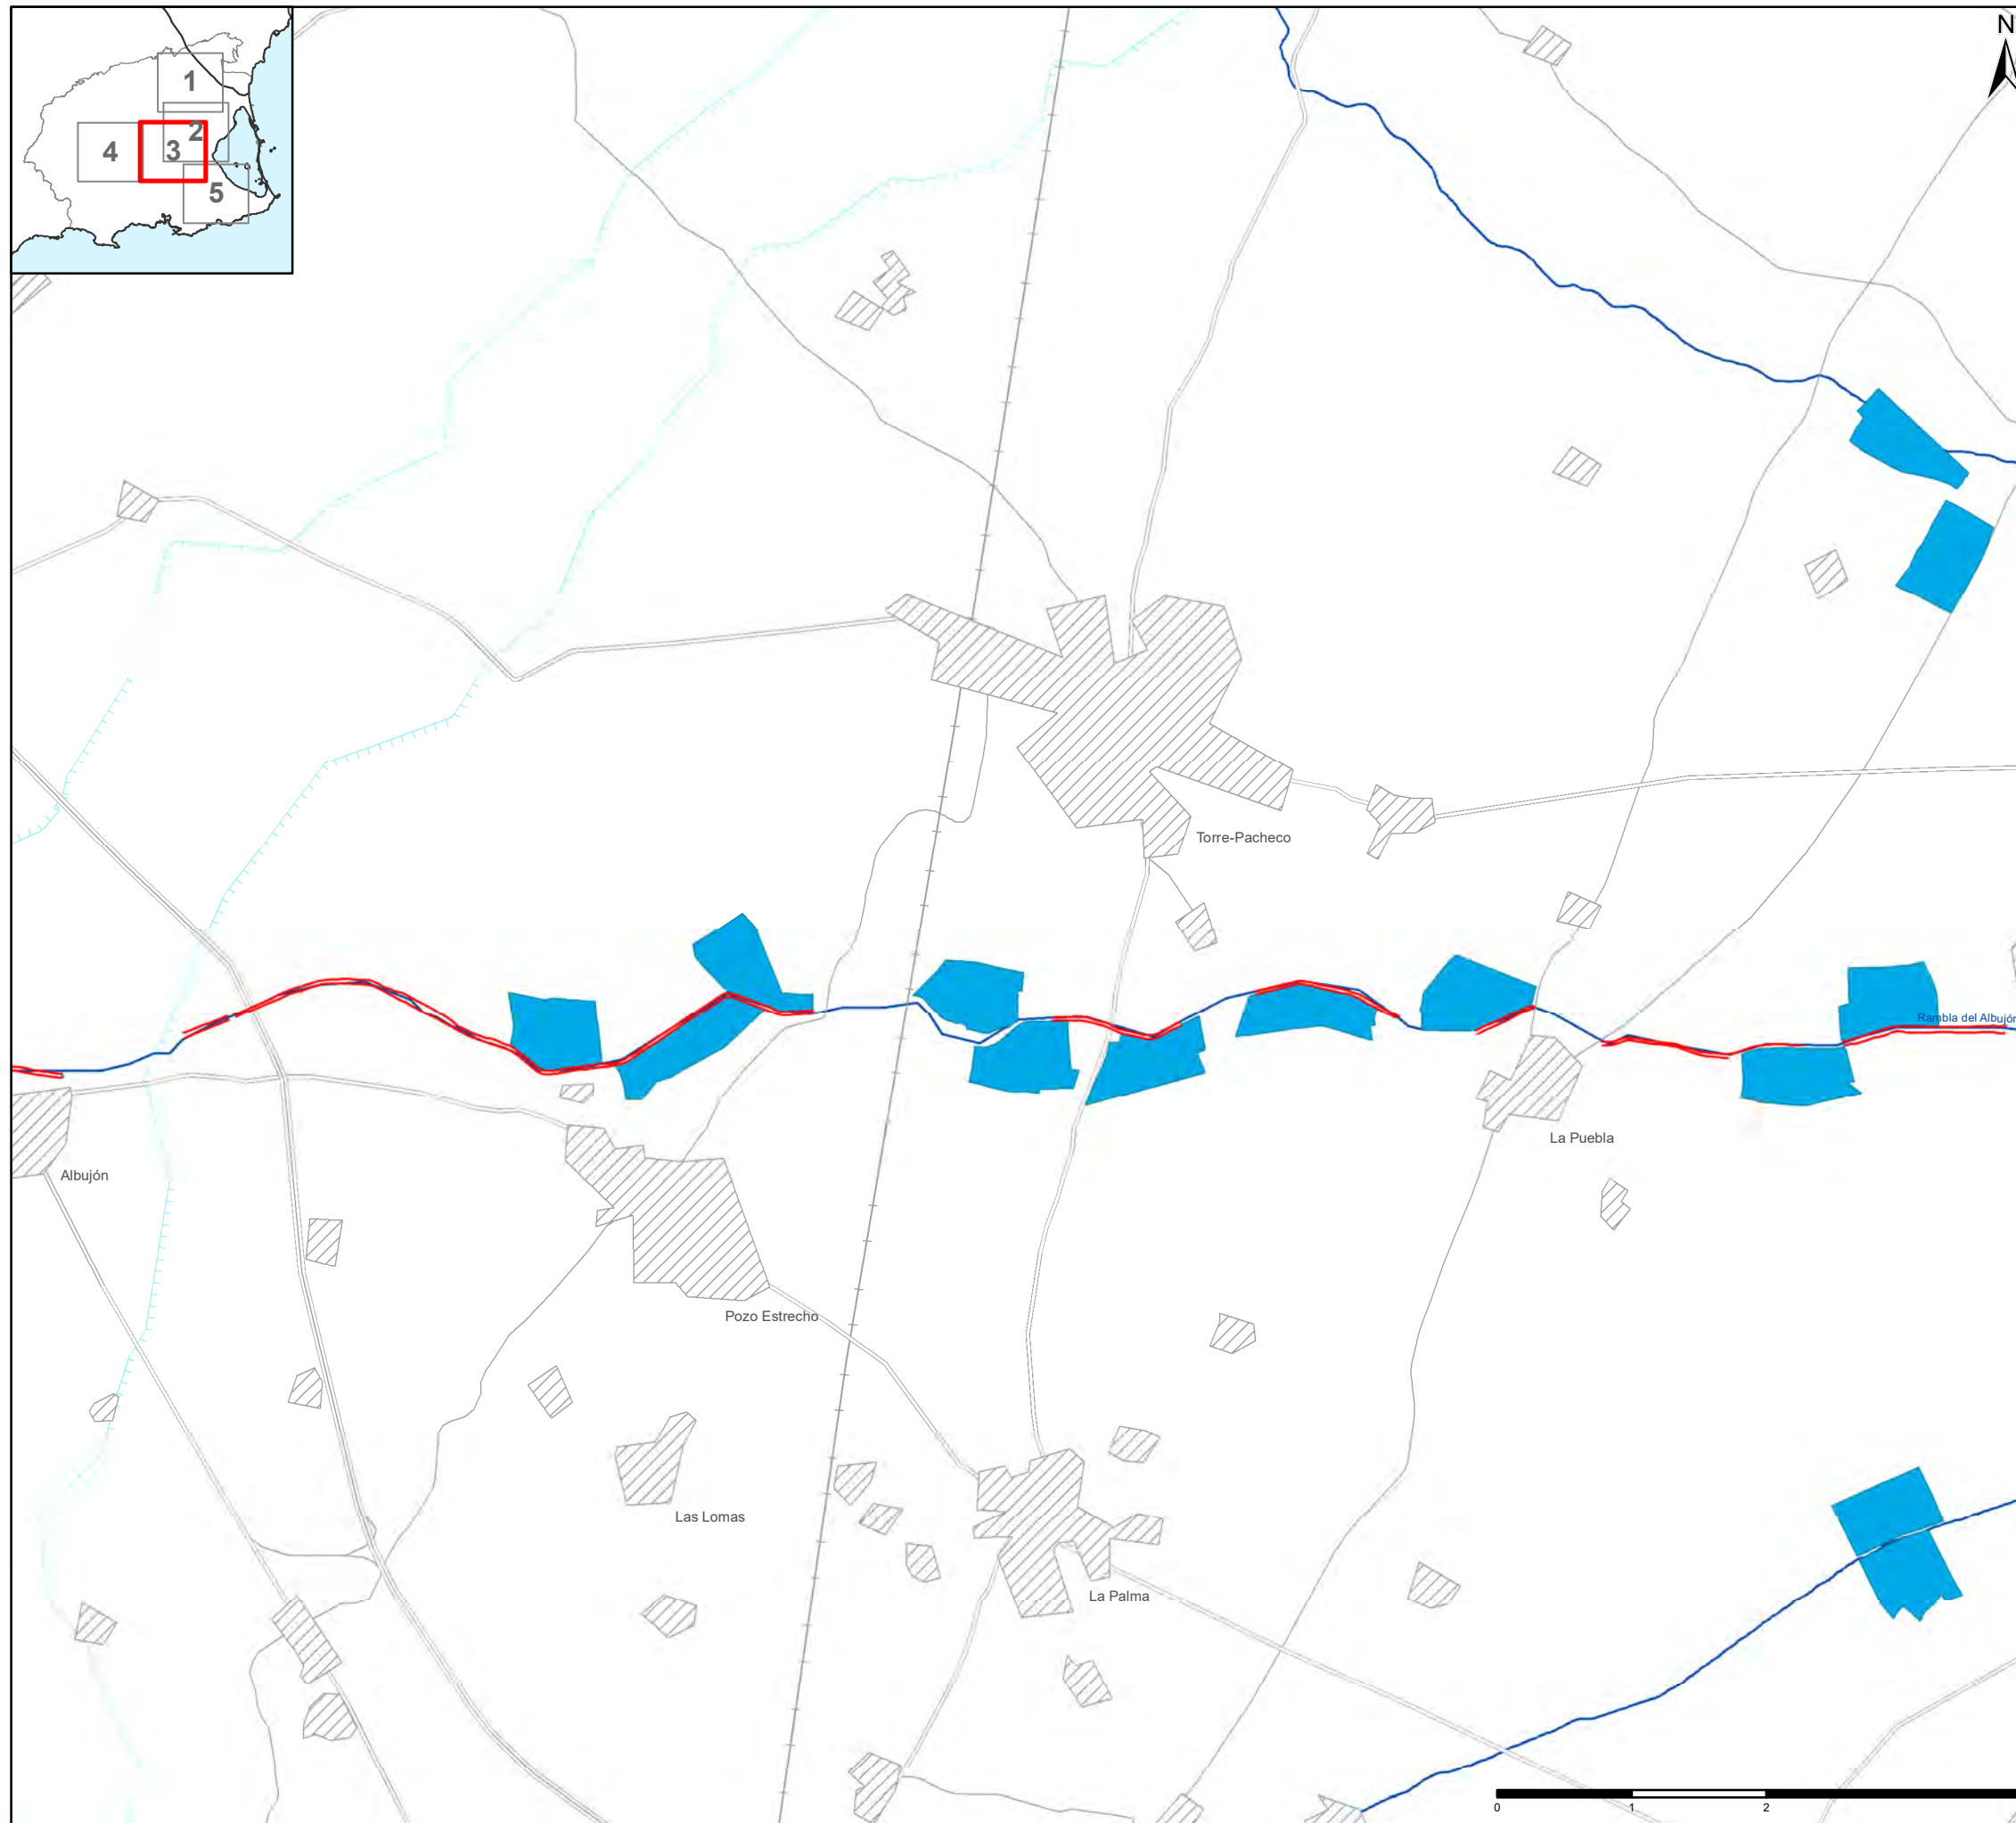 N
1
2
3
4
5
Torre-Pacheco
Rambla del Albujón
La Puebla
Albujón
Pozo Estrecho
Las Lomas
La Palma
0 1 2